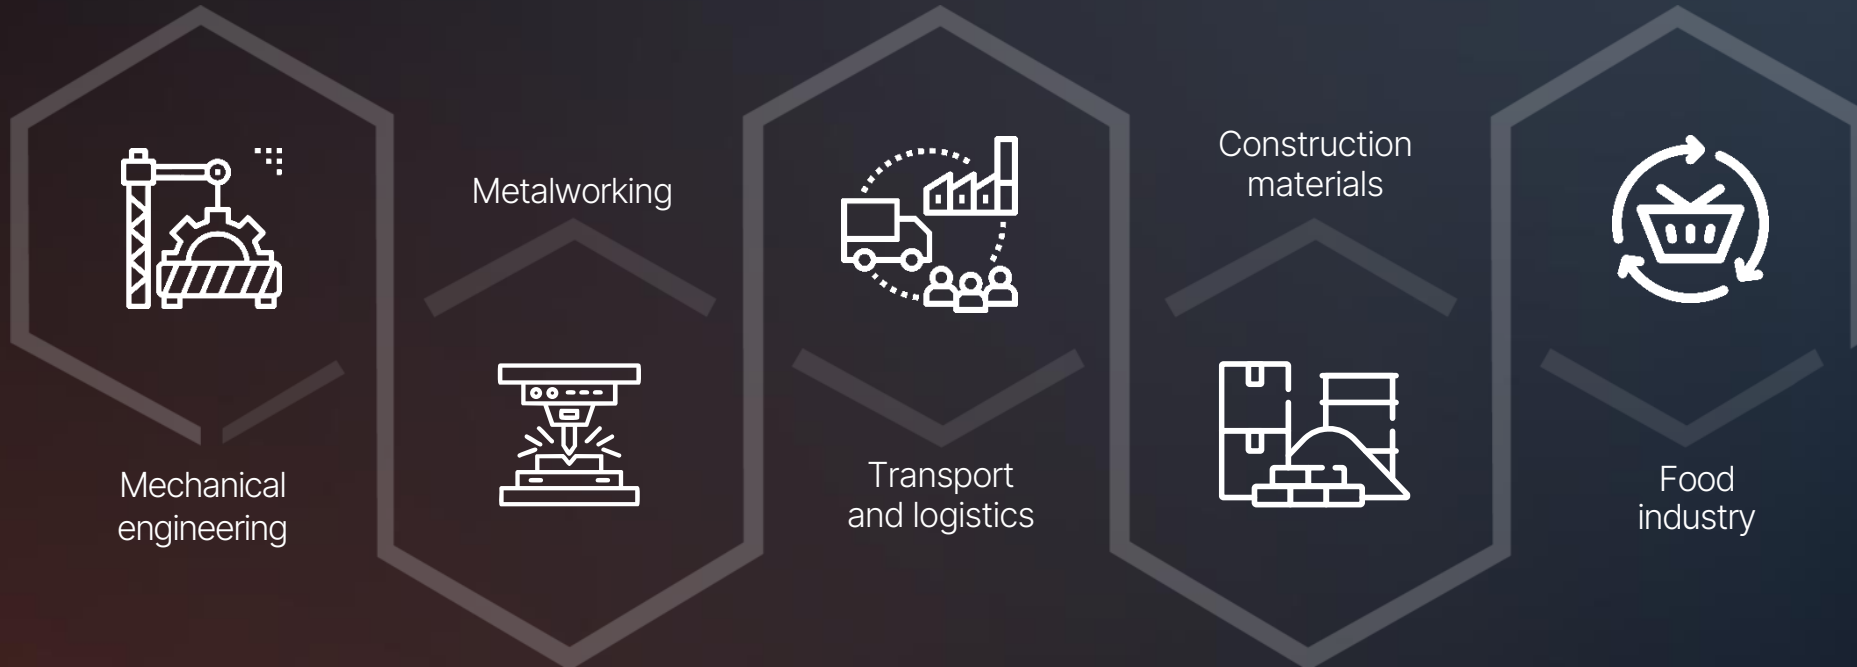 Mechanical
engineering
Metalworking
Transport
and logistics
Construction
materials
Food
industry